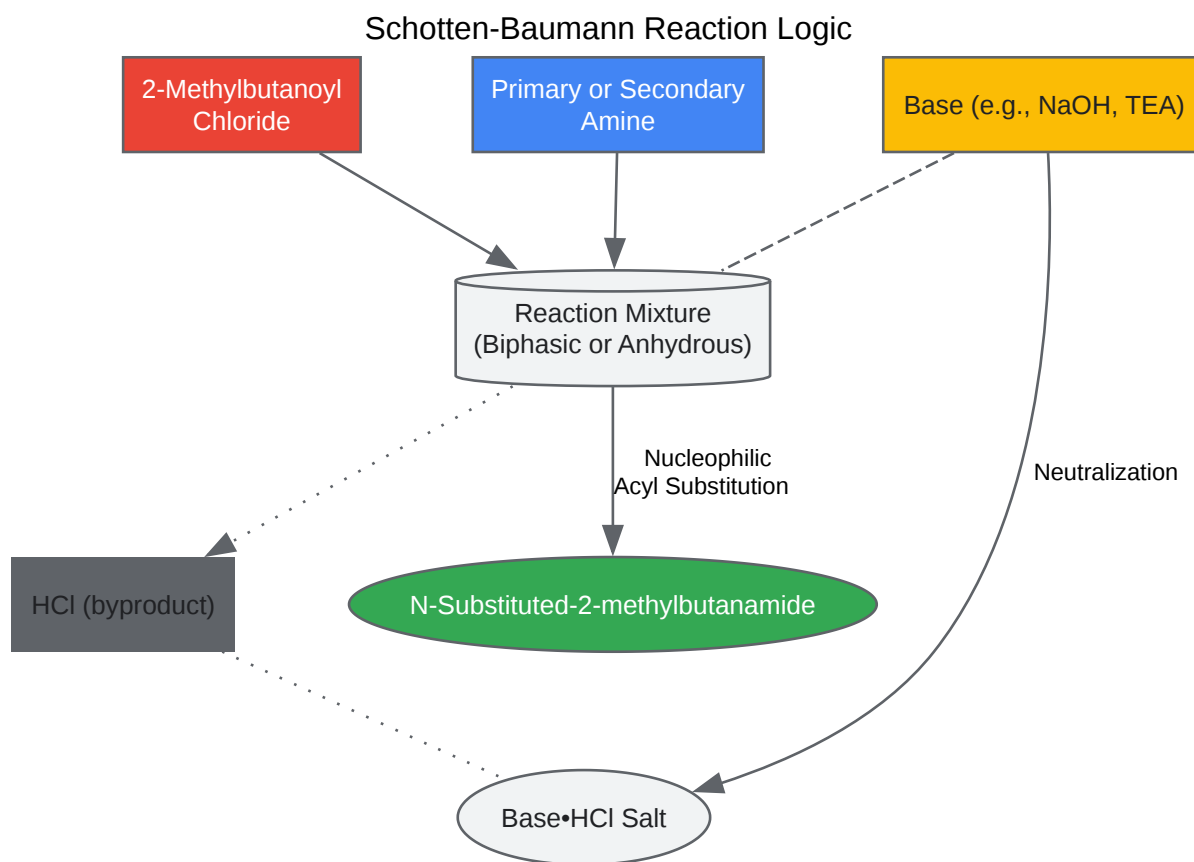 Schotten-Baumann Reaction Logic
2-Methylbutanoyl
Chloride
Primary or Secondary
Amine
Base (e.g., NaOH, TEA)
Reaction Mixture
(Biphasic or Anhydrous)
Nucleophilic
Acyl Substitution
Neutralization
HCl (byproduct)
N-Substituted-2-methylbutanamide
Base•HCl Salt